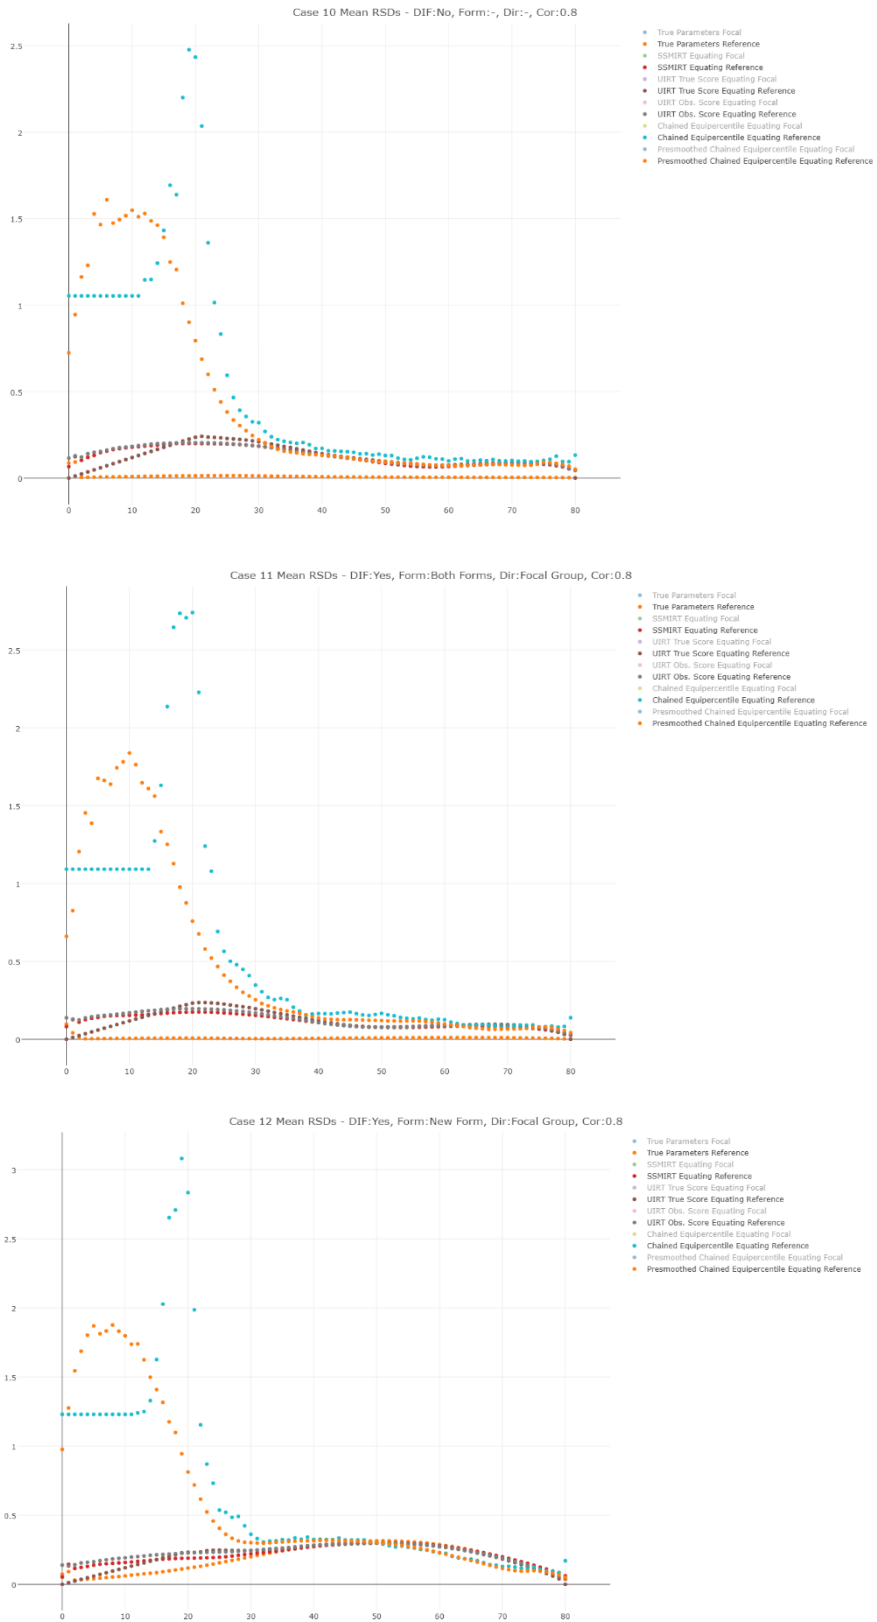 Case 10 Mean RSDs - DIF:No, Form:-, Dir:-, Cor:0.8
True Parameters Focal
True Parameters Reference
SSMIRT Equating Focal
SSMIRT Equating Reference
UIRT True Score Equating Focal
UIRT True Score Equating Reference
UIRT Obs. Score Equating Focal
UIRT Obs. Score Equating Reference
Chained Equipercentile Equating Focal
Chained Equipercentile Equating Reference
Presmoothed Chained Equipercentile Equating Focal
Presmoothed Chained Equipercentile Equating Reference
2.5
2
1.5
1
0.5
0
0 10 20 30 40 50 60 70 80
Case 11 Mean RSDs - DIF:Yes, Form:Both Forms, Dir:Focal Group, Cor:0.8
True Parameters Focal
True Parameters Reference
SSMIRT Equating Focal
SSMIRT Equating Reference
UIRT True Score Equating Focal
UIRT True Score Equating Reference
UIRT Obs. Score Equating Focal
UIRT Obs. Score Equating Reference
Chained Equipercentile Equating Focal
Chained Equipercentile Equating Reference
Presmoothed Chained Equipercentile Equating Focal
Presmoothed Chained Equipercentile Equating Reference
2.5
2
1.5
1
0.5
0
0 10 20 30 40 50 60 70 80
Case 12 Mean RSDs - DIF:Yes, Form:New Form, Dir:Focal Group, Cor:0.8
True Parameters Focal
True Parameters Reference
SSMIRT Equating Focal
SSMIRT Equating Reference
UIRT True Score Equating Focal
UIRT True Score Equating Reference
UIRT Obs. Score Equating Focal
UIRT Obs. Score Equating Reference
Chained Equipercentile Equating Focal
Chained Equipercentile Equating Reference
Presmoothed Chained Equipercentile Equating Focal
Presmoothed Chained Equipercentile Equating Reference
3
2.5
2
1.5
1
0.5
0
0 10 20 30 40 50 60 70 80